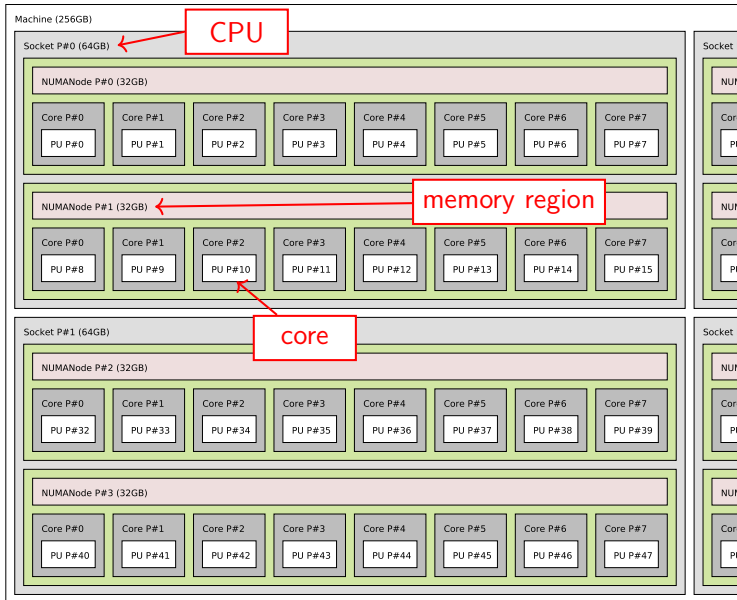 Machine (256GB)
CPU
Socket P#0 (64GB)
Socket
NUMANode P#0 (32GB)
Core P#0 Core P#1 Core P#2 Core P#3 Core P#4 Core P#5 Core P#6 Core P#7
PU P#0 PU P#1 PU P#2 PU P#3 PU P#4 PU P#5 PU P#6 PU P#7
NUMANode P#1 (32GB)
memory region
Core P#0 Core P#1 Core P#2 Core P#3 Core P#4 Core P#5 Core P#6 Core P#7
PU P#8 PU P#9 PU P#10 PU P#11 PU P#12 PU P#13 PU P#14 PU P#15
core
Socket P#1 (64GB)
Socket
NUMANode P#2 (32GB)
Core P#0 Core P#1 Core P#2 Core P#3 Core P#4 Core P#5 Core P#6 Core P#7
PU P#32 PU P#33 PU P#34 PU P#35 PU P#36 PU P#37 PU P#38 PU P#39
NUMANode P#3 (32GB)
Core P#0 Core P#1 Core P#2 Core P#3 Core P#4 Core P#5 Core P#6 Core P#7
PU P#40 PU P#41 PU P#42 PU P#43 PU P#44 PU P#45 PU P#46 PU P#47